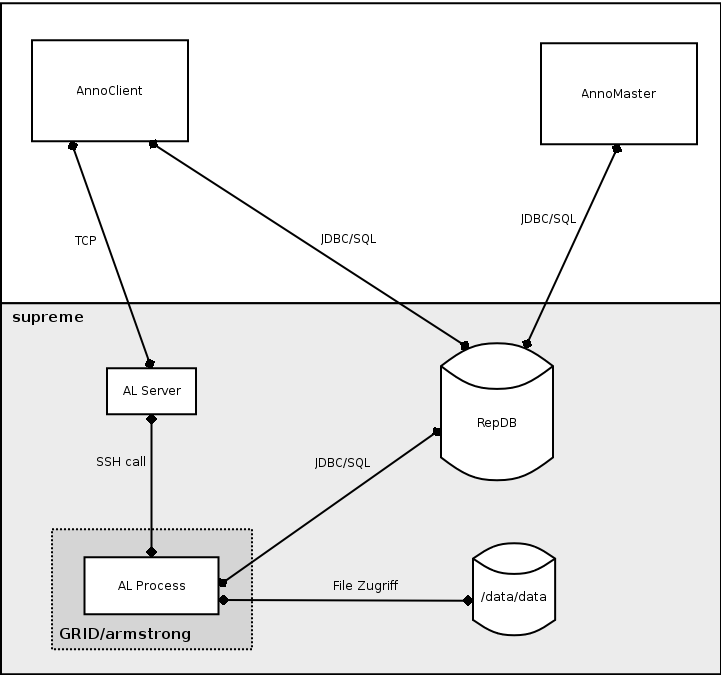 AnnoClient
AnnoMaster
JDBC/SQL
TCP
JDBC/SQL
supreme
AL Server
RepDB
SSH call
JDBC/SQL
AL Process
File Zugriff
/data/data
GRID/armstrong